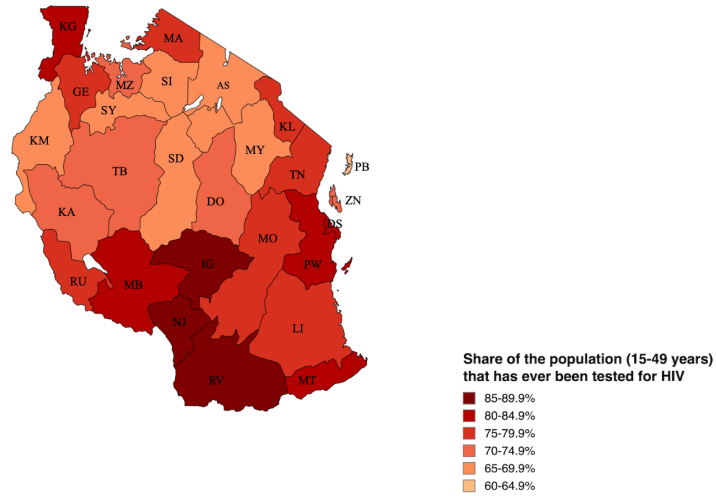 KG
MA
GE
MZ
SI
AS
SY
KL
KM
TB
SD
MY
PB
TN
KA
DO
ZN
DS
MO
IG
PW
RU
MB
NJ
LI
RV
MT
Share of the population (15-49 years)
that has ever been tested for HIV
85-89.9%
80-84.9%
75-79.9%
70-74.9%
65-69.9%
60-64.9%